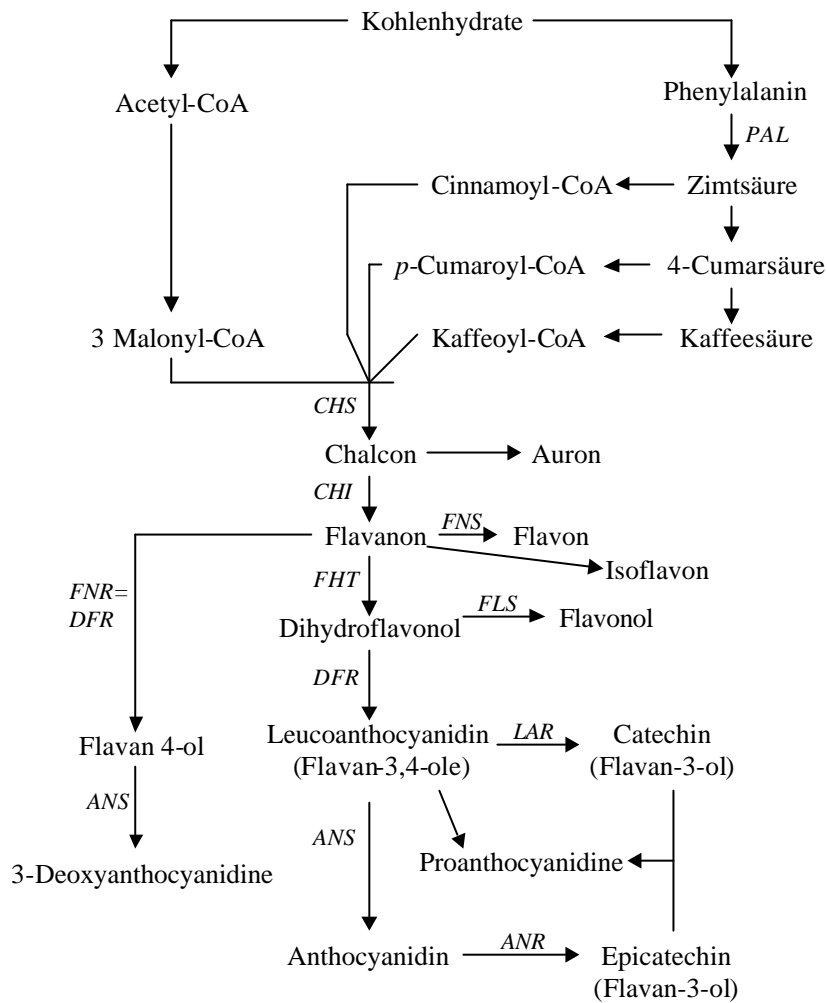 Kohlenhydrate
Acetyl-CoA
Phenylalanin
PAL
Cinnamoyl-CoA
Zimtsäure
p-Cumaroyl-CoA
4-Cumarsäure
3 Malonyl-CoA
Kaffeoyl-CoA
Kaffeesäure
CHS
Chalcon
Auron
CHI
Flavanon
FNS
Flavon
Isoflavon
FNR=
DFR
FHT
Dihydroflavonol
FLS
Flavonol
DFR
Flavan 4-ol
Leucoanthocyanidin
(Flavan-3,4-ole)
LAR
Catechin
(Flavan-3-ol)
ANS
ANS
3-Deoxyanthocyanidine
Proanthocyanidine
Anthocyanidin
ANR
Epicatechin
(Flavan-3-ol)